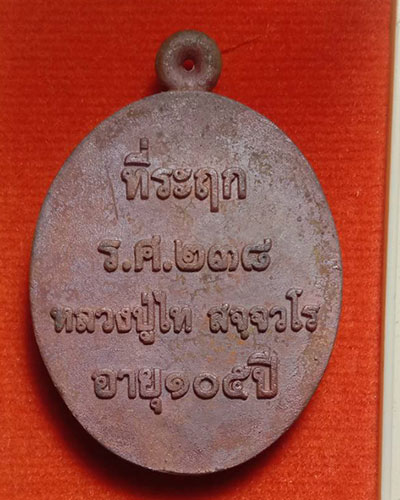 ที่ระฤก
ร.ศ.๒๓๘
หลวงปู่ไท สจฺจวโร
อายุ๑๐๕ปี